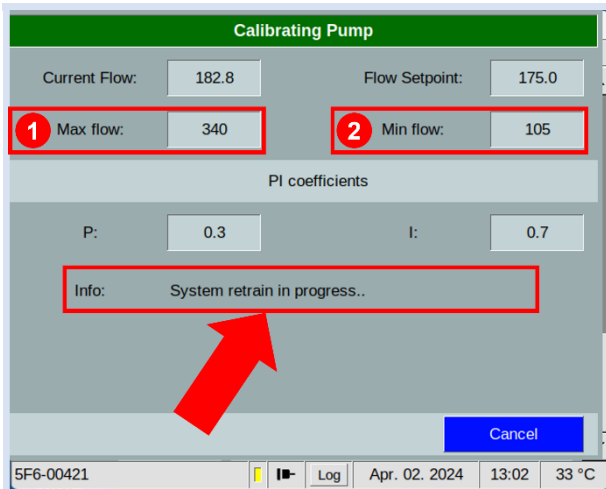 Calibrating Pump
Current Flow: 182.8 Flow Setpoint: 175.0
1 Max flow: 340 2 Min flow: 105
PI coefficients
P: 0.3 I: 0.7
Info: System retrain in progress..
Cancel
5F6-00421 Log Apr. 02. 2024 13:02 33 °C